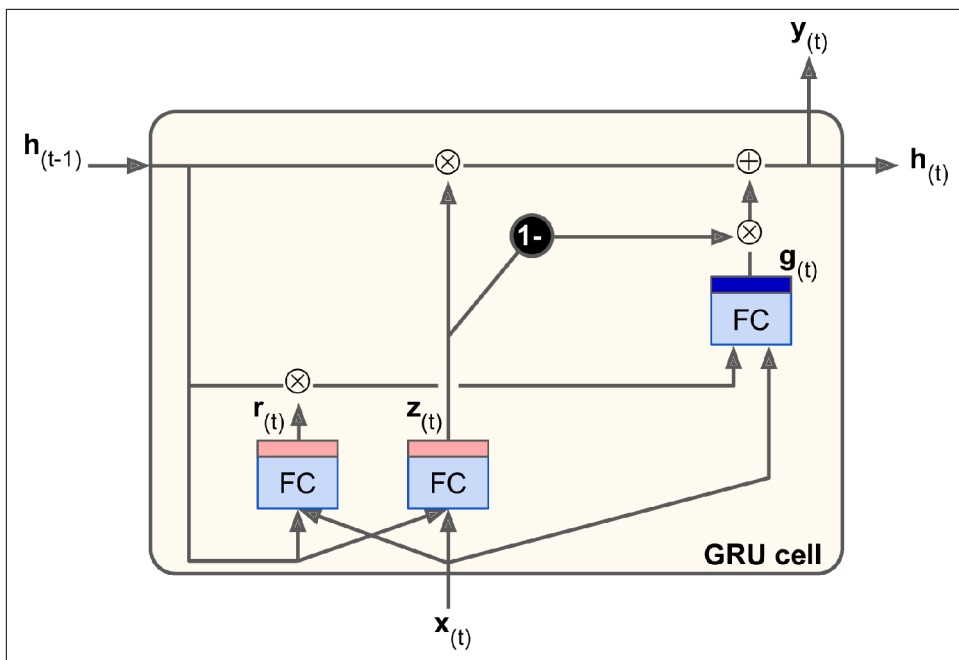 y(t)
h(t-1)
h(t)
1-
g(t)
FC
r(t)
z(t)
FC
FC
GRU cell
x(t)